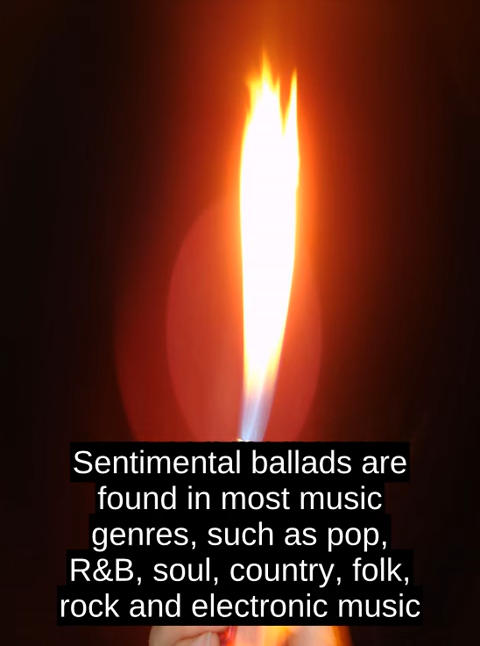 Sentimental ballads are
found in most music
genres, such as pop,
R&B, soul, country, folk,
rock and electronic music